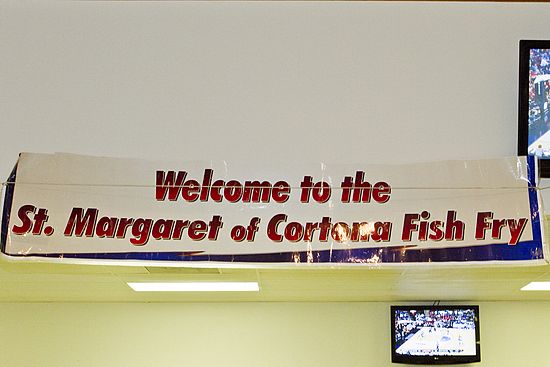 Welcome to the
St. Margaret of Cortona Fish Fry